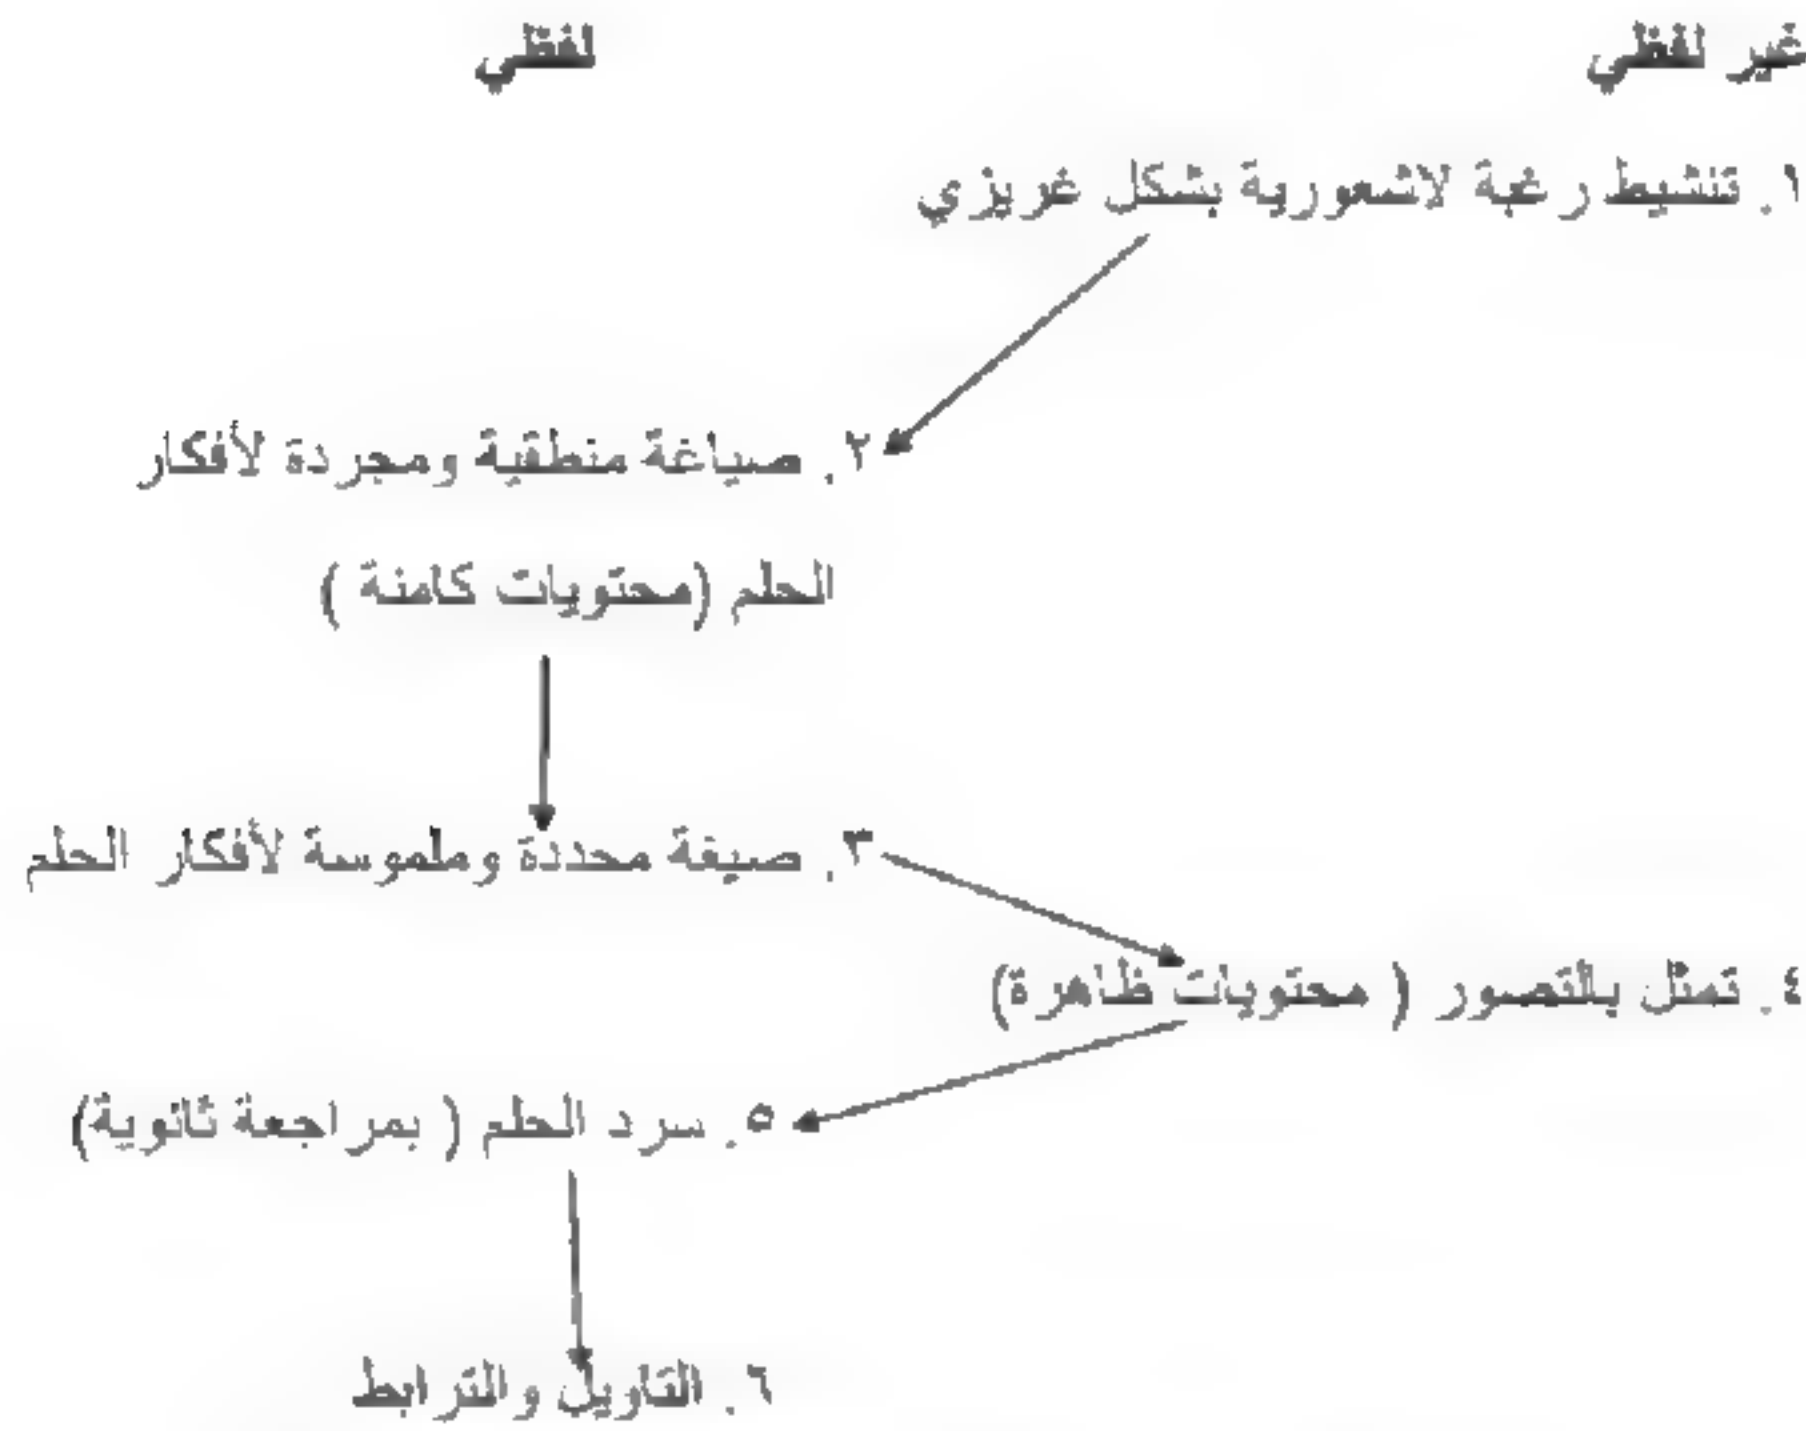 غير لفظي
لفظي
١. تنشيط رغبة لاشعورية بشكل غريزي
٢. صياغة منطقية ومجردة لأفكار
الحلم (محتويات كامنة )
٣. صيغة محددة وملموسة لأفكار الحلم
٤. تمثل بالتصور ( محتويات ظاهرة)
٥. سرد الحلم ( بمراجعة ثانوية)
٦. التاويل والترابط